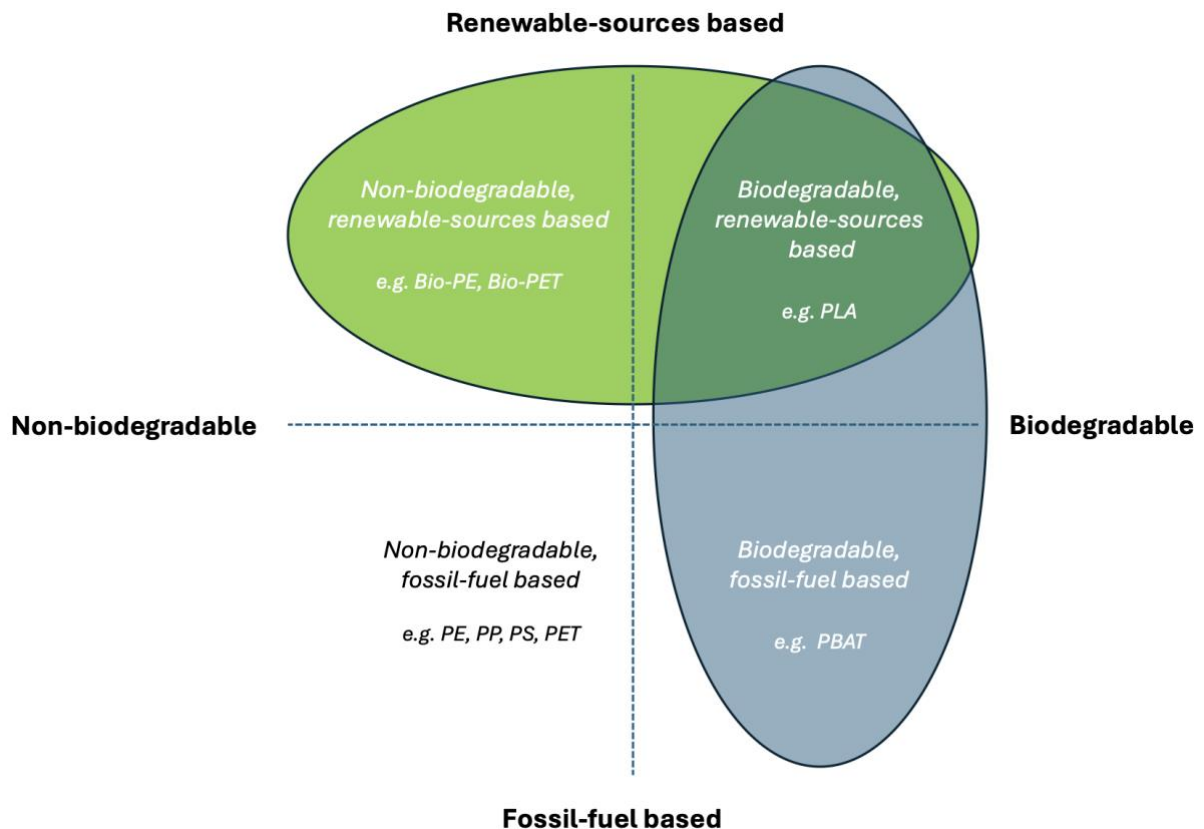 Renewable-sources based
Non-biodegradable,
renewable-sources based
e.g. Bio-PE, Bio-PET
Biodegradable,
renewable-sources
based
e.g. PLA
Non-biodegradable
Biodegradable
Non-biodegradable,
fossil-fuel based
e.g. PE, PP, PS, PET
Biodegradable,
fossil-fuel based
e.g. PBAT
Fossil-fuel based